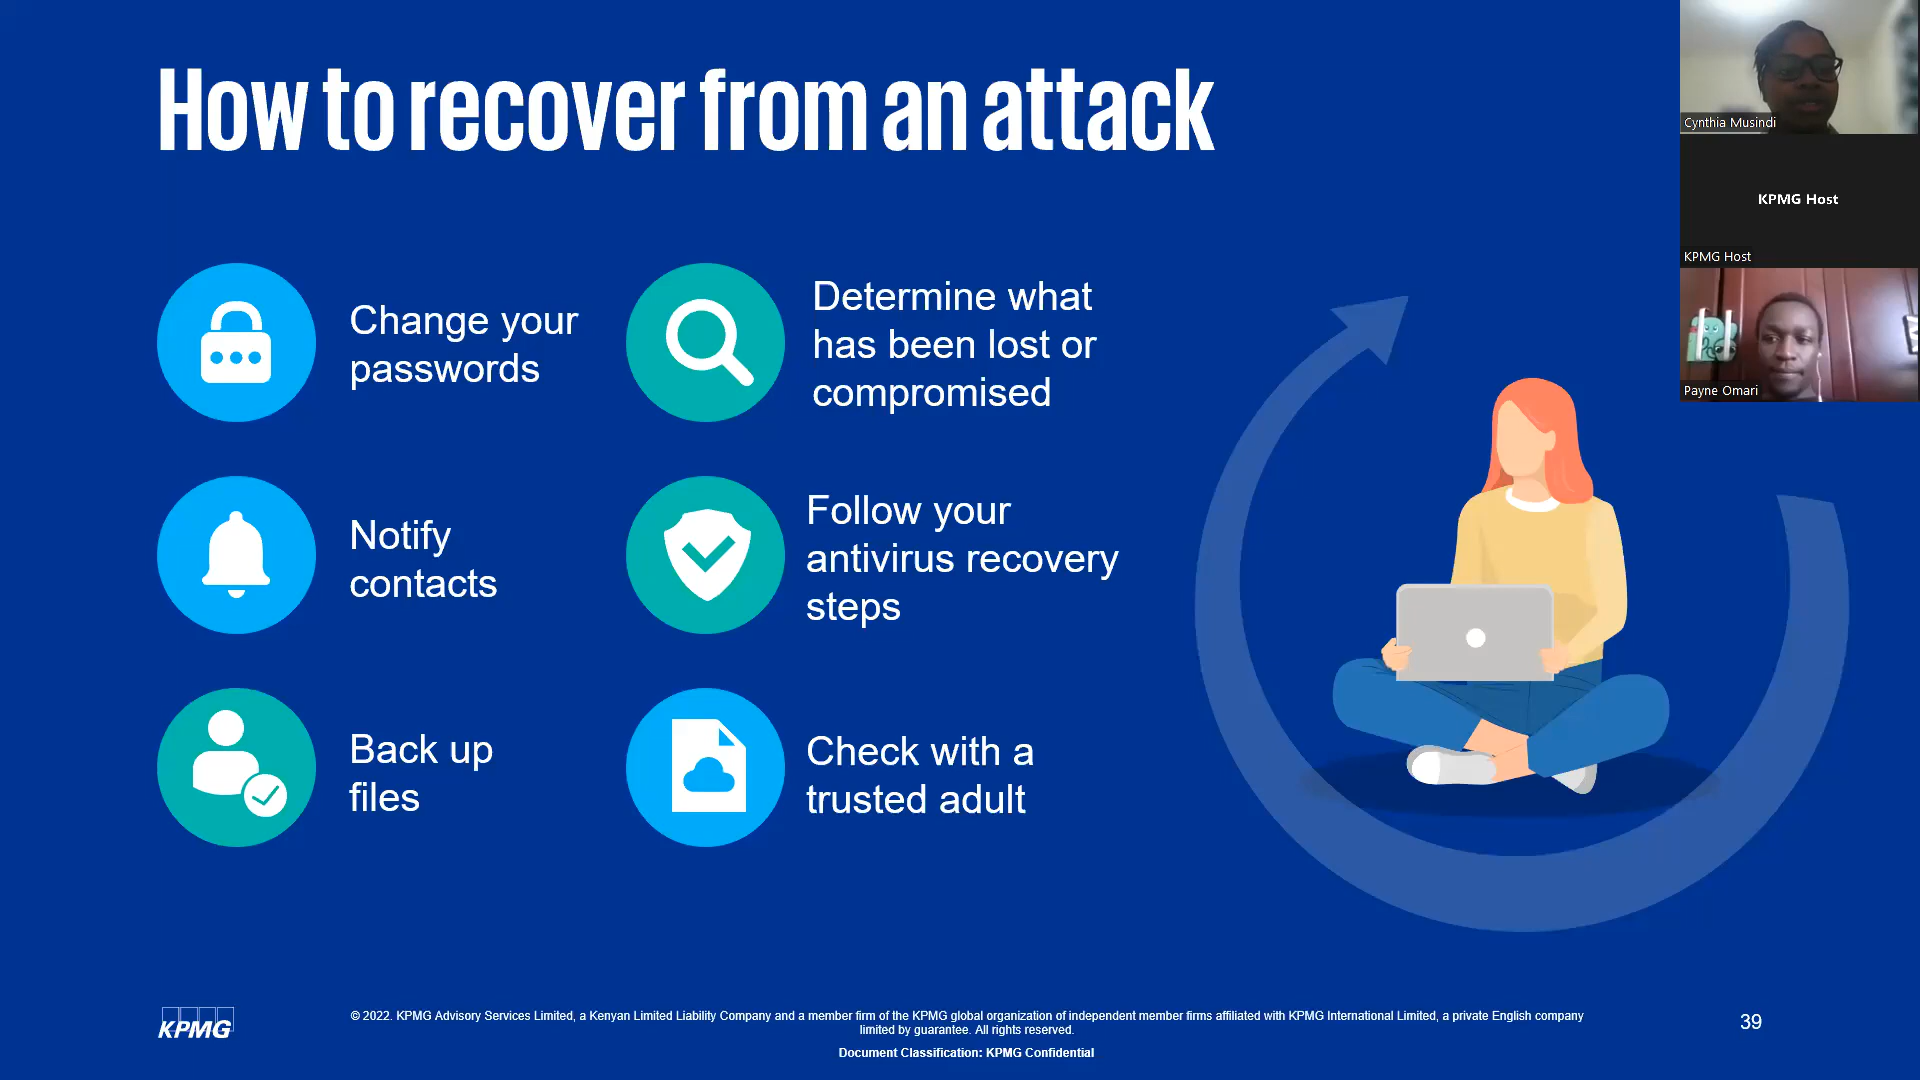 How to recover from an attack
Change your
passwords
Determine what
has been lost or
compromised
Notify
contacts
Follow your
antivirus recovery
steps
Back up
files
Check with a
trusted adult
KPMG
© 2022. KPMG Advisory Services Limited, a Kenyan Limited Liability Company and a member firm of the KPMG global organization of independent member firms affiliated with KPMG International Limited, a private English company
limited by guarantee. All rights reserved.
Document Classification: KPMG Confidential
39
Cynthia Musindi
KPMG Host
KPMG Host
Payne Omari